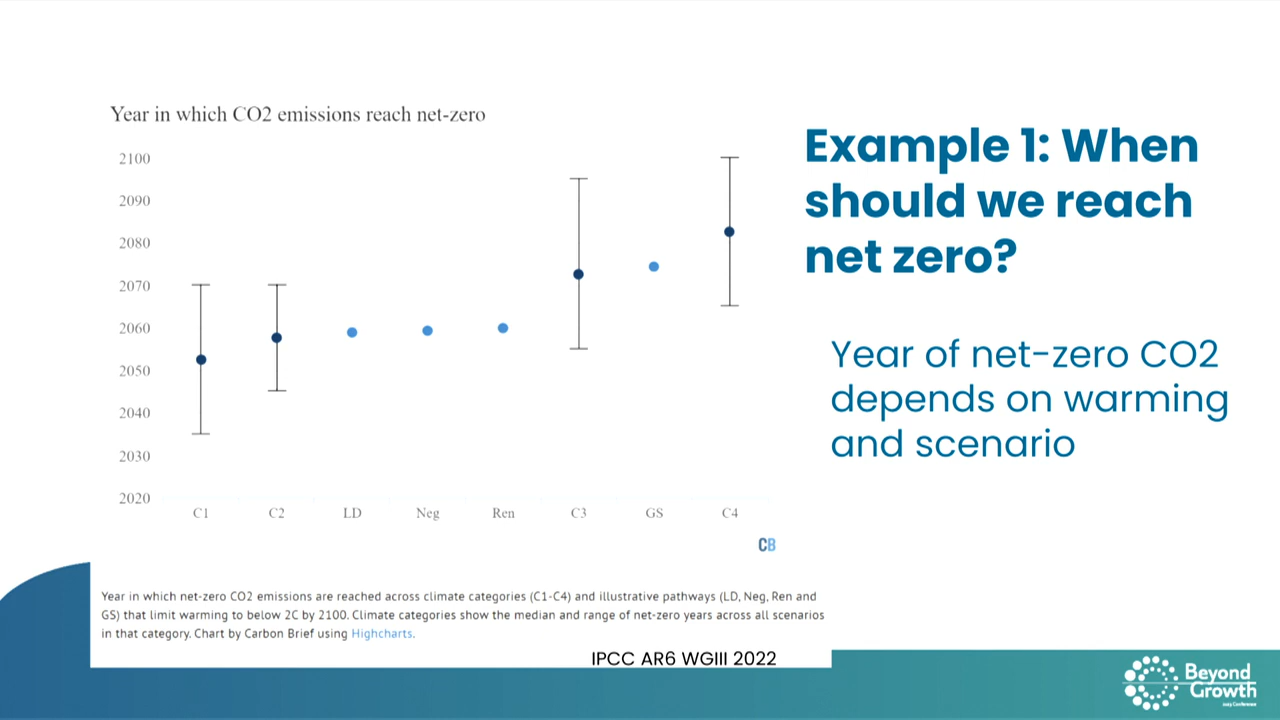 Year in which CO2 emissions reach net-zero
2100
2090
2080
2070
2060
2050
2040
2030
2020
C1 C2 LD Neg Ren C3 GS C4
CB
Year in which net-zero CO2 emissions are reached across climate categories (C1-C4) and illustrative pathways (LD, Neg, Ren and
GS) that limit warming to below 2C by 2100. Climate categories show the median and range of net-zero years across all scenarios
in that category. Chart by Carbon Brief using Highcharts.
IPCC AR6 WGIII 2022
Example 1: When
should we reach
net zero?
Year of net-zero CO2
depends on warming
and scenario
Beyond
Growth
2023 Conference